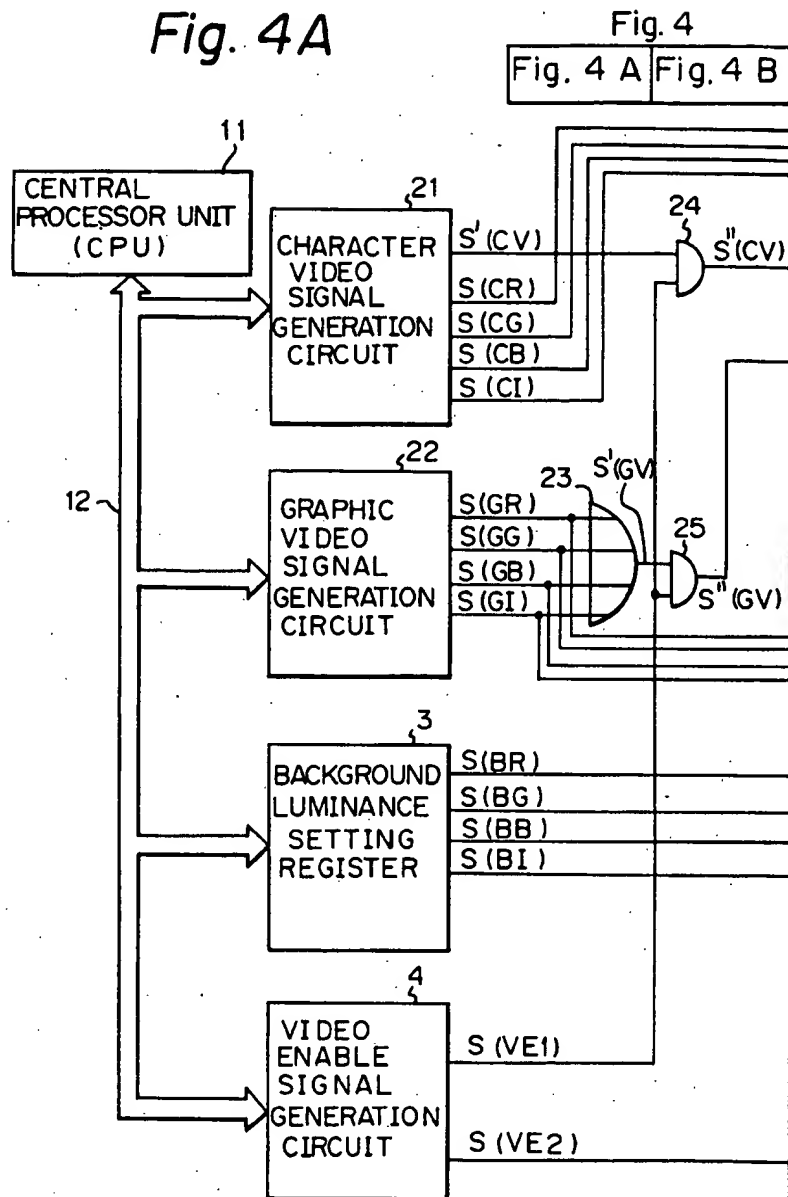 Fig. 4A
Fig. 4
Fig. 4 A Fig. 4 B
11
CENTRAL
PROCESSOR UNIT
(CPU)
21
CHARACTER
VIDEO
SIGNAL
GENERATION
CIRCUIT
S'(CV)
S(CR)
S(CG)
S(CB)
S(CI)
24
S"(CV)
12
22
GRAPHIC
VIDEO
SIGNAL
GENERATION
CIRCUIT
S(GR)
S(GG)
S(GB)
S(GI)
23
S'(GV)
25
S"(GV)
3
BACKGROUND
LUMINANCE
SETTING
REGISTER
S(BR)
S(BG)
S(BB)
S(BI)
4
VIDEO
ENABLE
SIGNAL
GENERATION
CIRCUIT
S(VE1)
S(VE2)